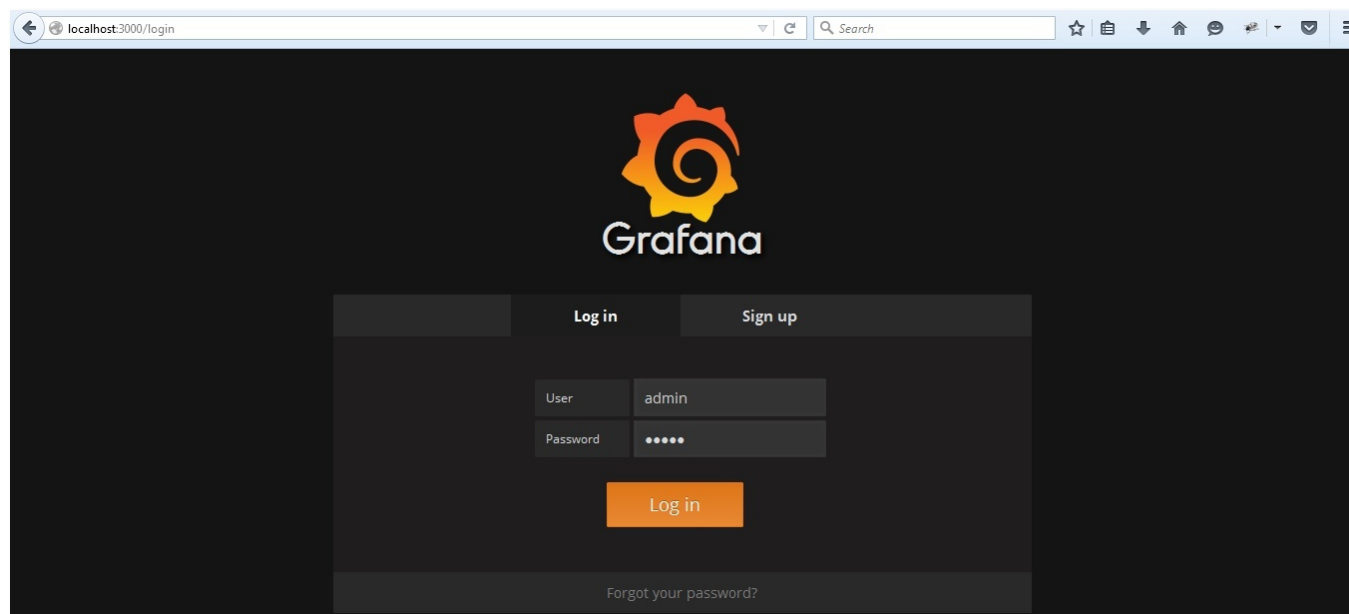 localhost:3000/login Search
Grafana
Log in Sign up
User admin
Password •••••
Log in
Forgot your password?